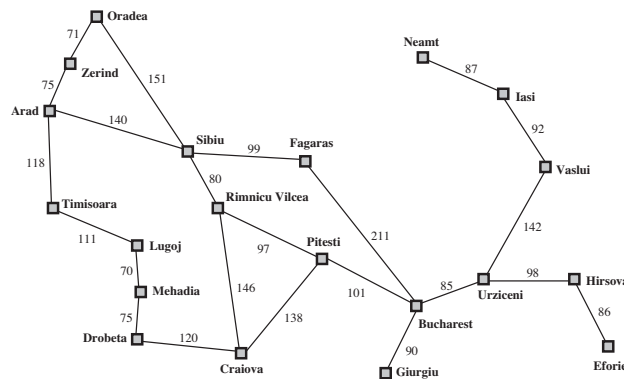 Oradea
71
Neamt
Zerind
87
75
151
Iasi
Arad
140
92
Sibiu
Fagaras
99
118
Vaslui
80
Timisoara
Rimnicu Vilcea
111
142
211
Lugoj
97
Pitesti
70
98
Hirsova
Mehadia
146
101
85
Urziceni
75
138
86
Bucharest
Drobeta
120
90
Eforie
Craiova
Giurgiu